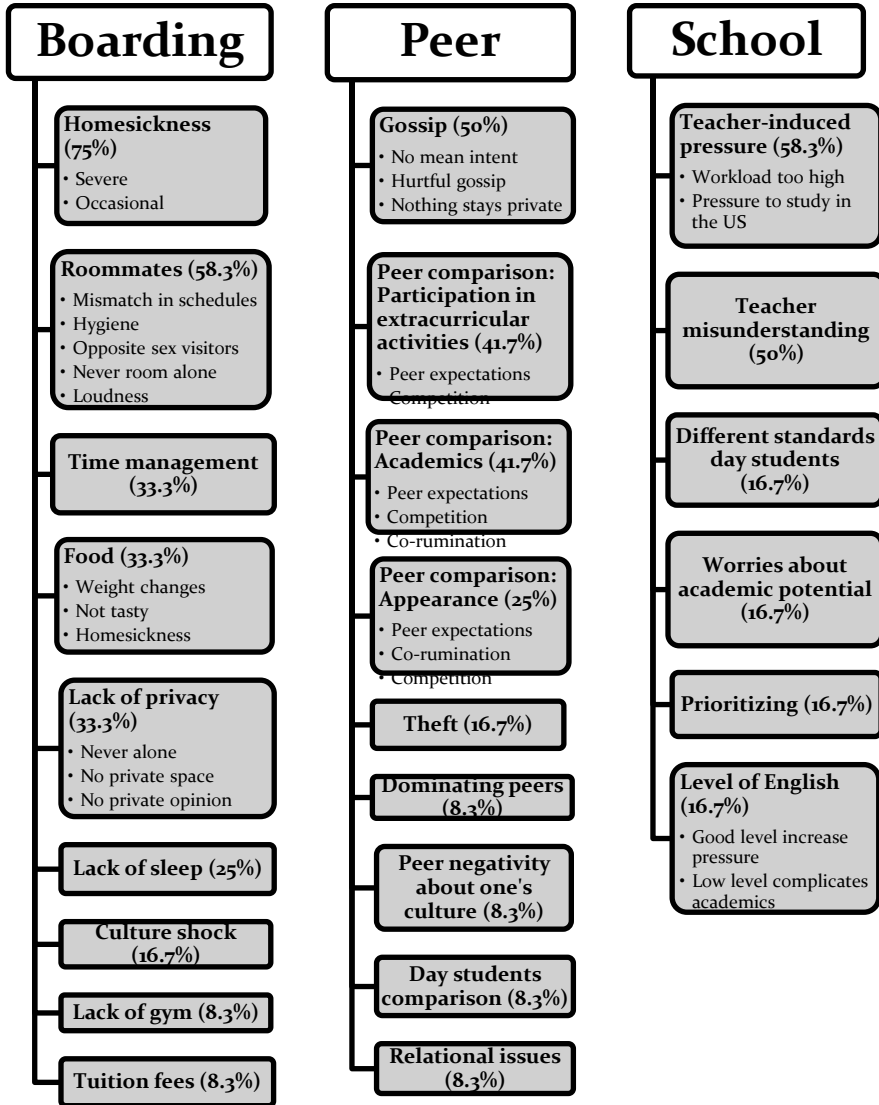 Boarding
Homesickness
(75%)
• Severe
• Occasional
Roommates (58.3%)
• Mismatch in schedules
• Hygiene
• Opposite sex visitors
• Never room alone
• Loudness
Time management
(33.3%)
Food (33.3%)
• Weight changes
• Not tasty
• Homesickness
Lack of privacy
(33.3%)
• Never alone
• No private space
• No private opinion
Lack of sleep (25%)
Culture shock
(16.7%)
Lack of gym (8.3%)
Tuition fees (8.3%)
Peer
Gossip (50%)
• No mean intent
• Hurtful gossip
• Nothing stays private
Peer comparison:
Participation in
extracurricular
activities (41.7%)
• Peer expectations
• Competition
Peer comparison:
Academics (41.7%)
• Peer expectations
• Competition
• Co-rumination
Peer comparison:
Appearance (25%)
• Peer expectations
• Co-rumination
• Competition
Theft (16.7%)
Dominating peers
(8.3%)
Peer negativity
about one's
culture (8.3%)
Day students
comparison (8.3%)
Relational issues
(8.3%)
School
Teacher-induced
pressure (58.3%)
• Workload too high
• Pressure to study in
the US
Teacher
misunderstanding
(50%)
Different standards
day students
(16.7%)
Worries about
academic potential
(16.7%)
Prioritizing (16.7%)
Level of English
(16.7%)
• Good level increase
pressure
• Low level complicates
academics